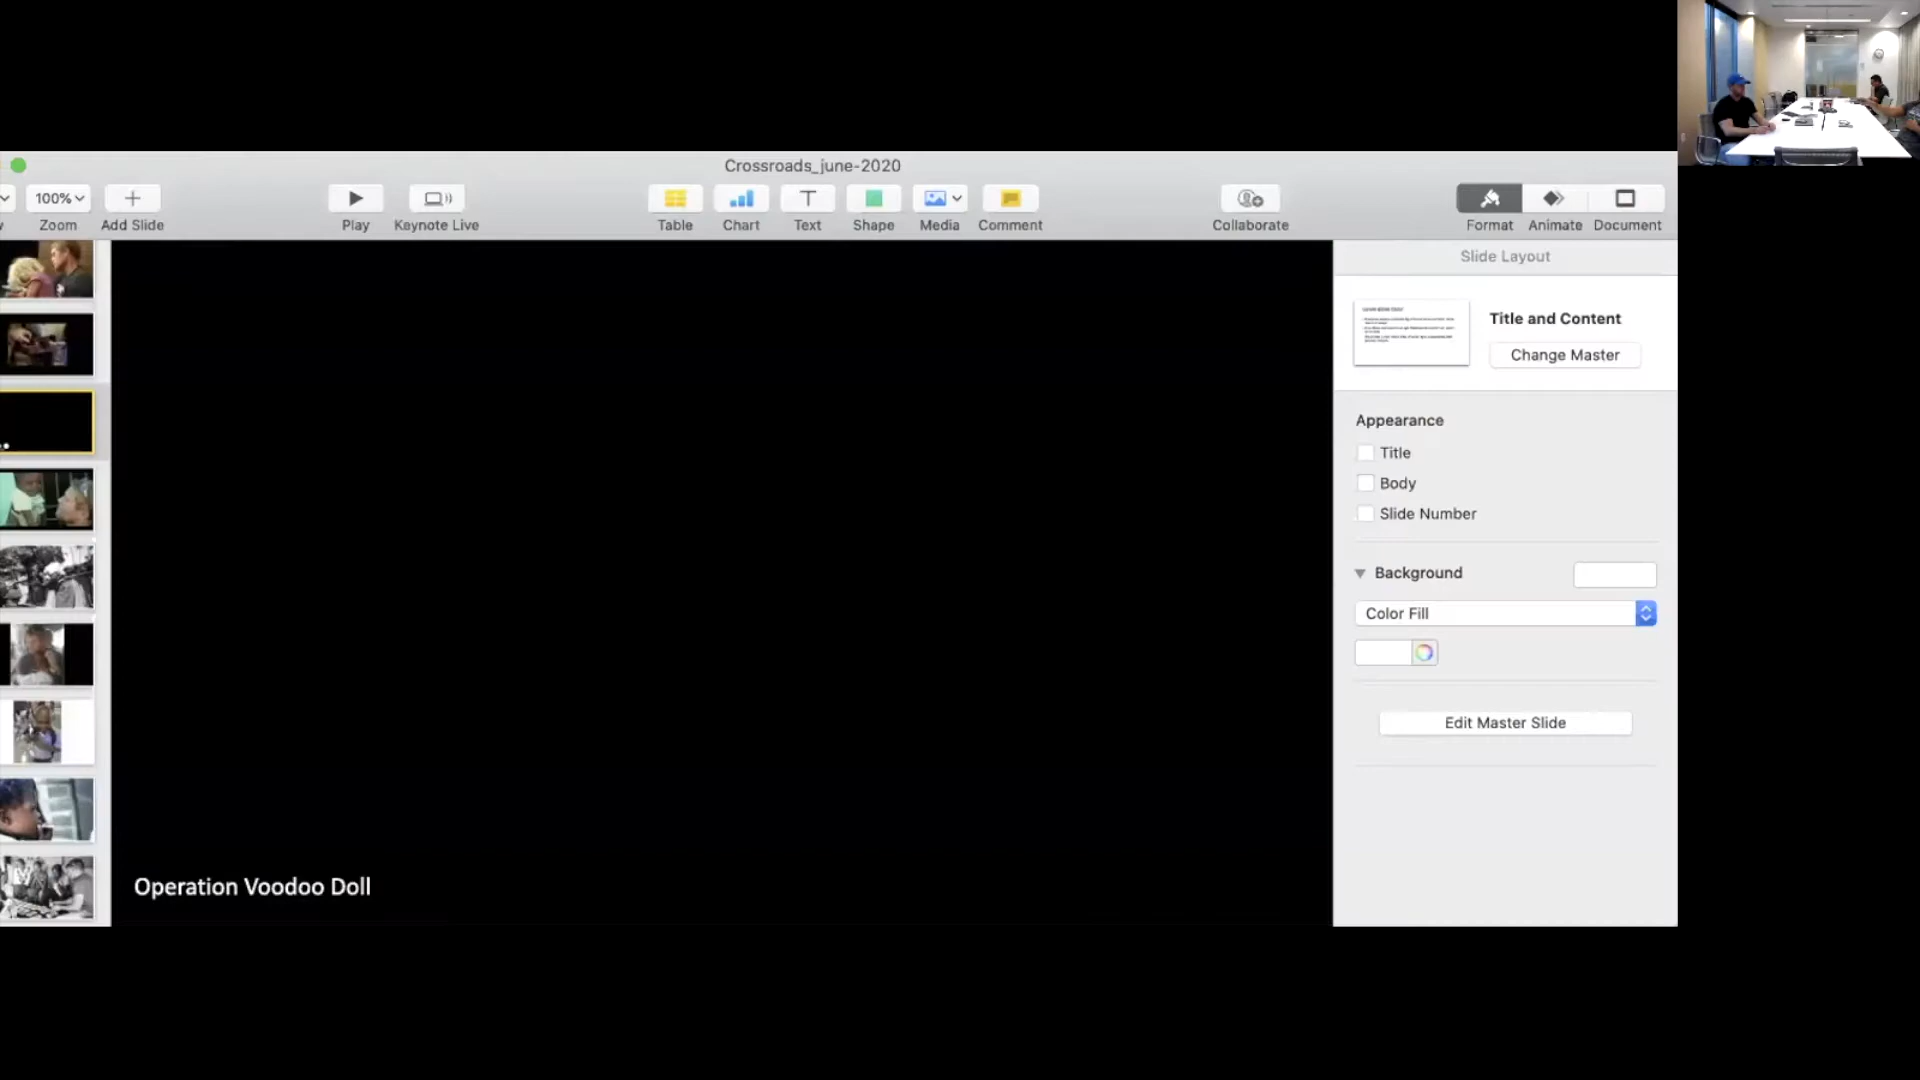 Crossroads_june-2020
100%
Zoom
Add Slide
Play
Keynote Live
Table
Chart
Text
Shape
Media
Comment
Collaborate
Format
Animate
Document
Slide Layout
Title and Content
Change Master
Appearance
Title
Body
Slide Number
Background
Color Fill
Edit Master Slide
Operation Voodoo Doll